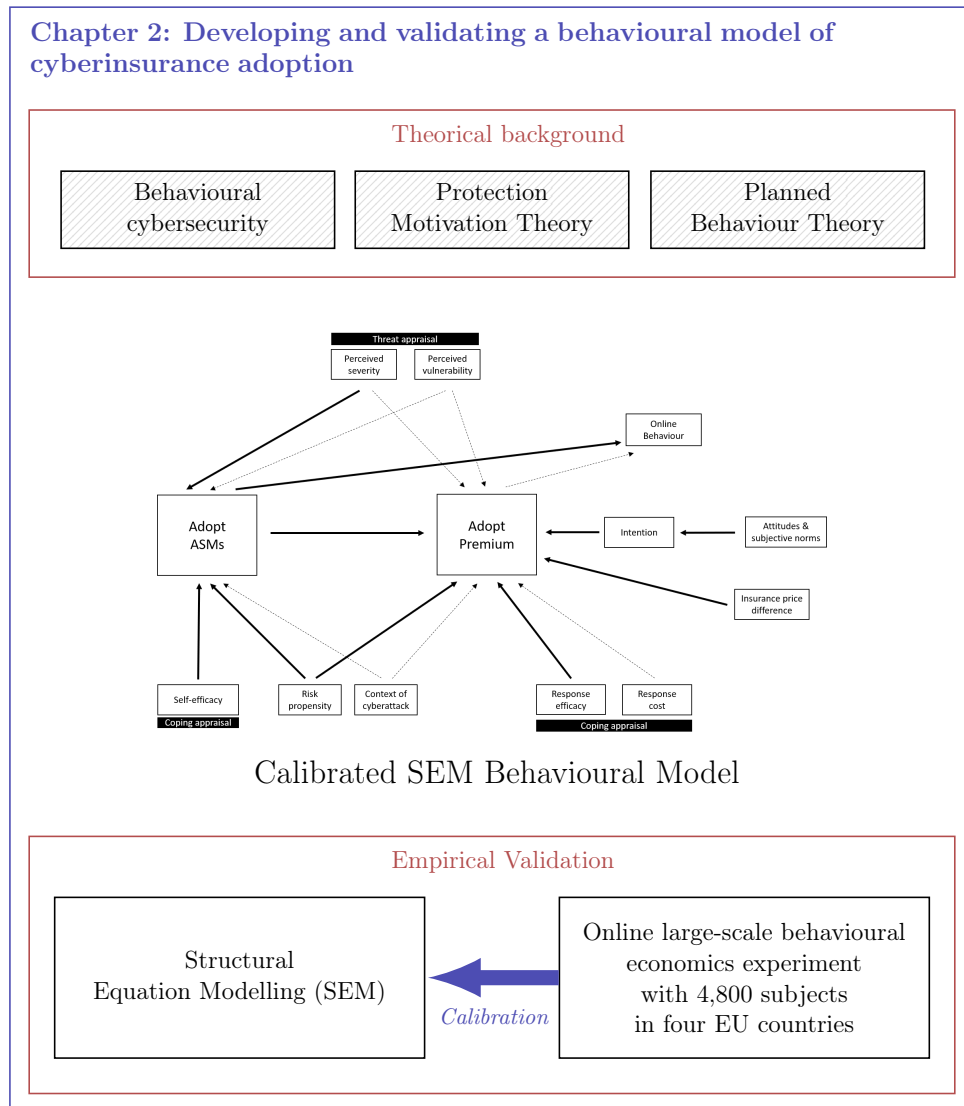 Chapter 2: Developing and validating a behavioural model of
cyberinsurance adoption
Theorical background
Behavioural
cybersecurity
Protection
Motivation Theory
Planned
Behaviour Theory
Threat appraisal
Perceived
severity
Perceived
vulnerability
Online
Behaviour
Adopt
ASMs
Adopt
Premium
Intention
Attitudes &
subjective norms
Insurance price
difference
Self-efficacy
Coping appraisal
Risk
propensity
Context of
cyberattack
Response
efficacy
Response
cost
Coping appraisal
Calibrated SEM Behavioural Model
Empirical Validation
Structural
Equation Modelling (SEM)
Calibration
Online large-scale behavioural
economics experiment
with 4,800 subjects
in four EU countries